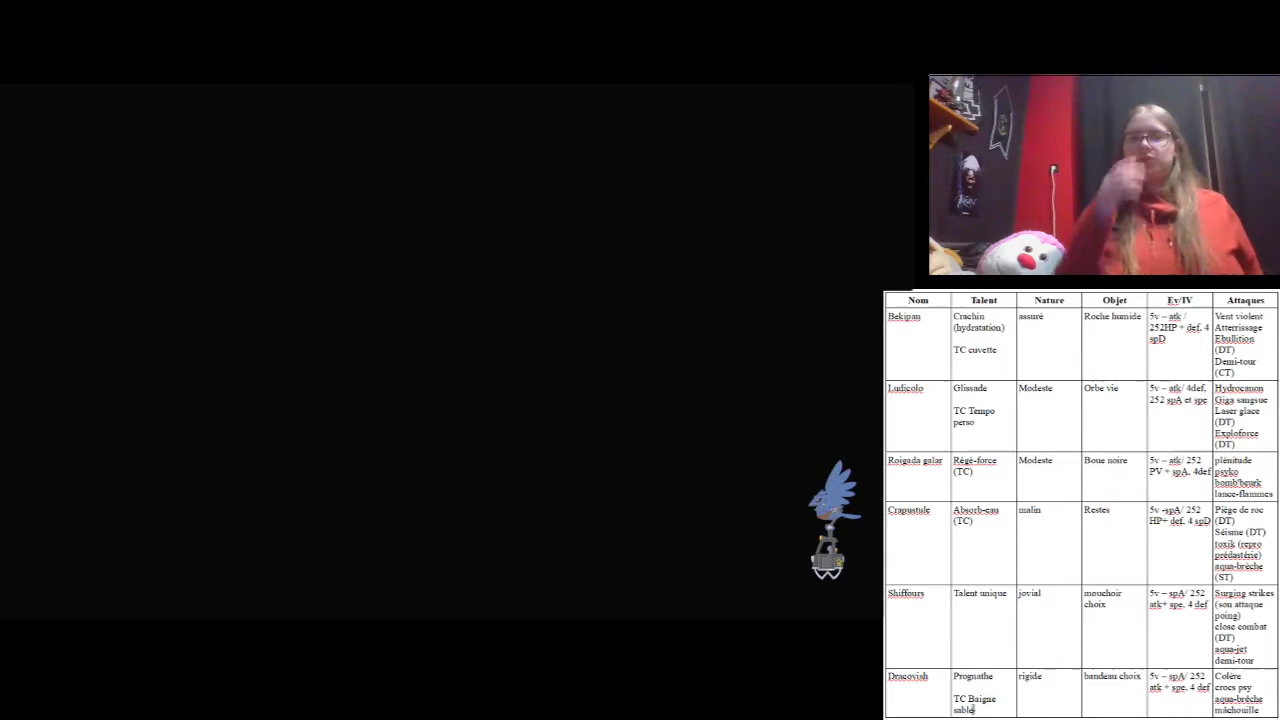 Nom Talent Nature Objet Ev/IV Attaques
Bekipan Crachin assuré Roche humide 5v – atk / Vent violent
(hydratation) 252HP + def, 4 Atterrissage
spD Ebullition
TC cuvette (DT)
Demi-tour
(CT)
Ludicolo Glissade Modeste Orbe vie 5v – atk/ 4def, Hydrocanon
252 spA et spe Giga sangsue
TC Tempo Laser glace
perso (DT)
Exploforce
(DT)
Roigada galar Régé-force Modeste Boue noire 5v – atk/ 252 plénitude
(TC) PV + spA, 4def psyko
bomb'beurk
lance-flammes
Crapustule Absorb-eau malin Restes 5v -spA/ 252 Piège de roc
(TC) HP+ def, 4 spD (DT)
Séisme (DT)
toxik (repro
prédastérie)
aqua-brèche
(ST)
Shiffours Talent unique jovial mouchoir 5v – spA/ 252 Surging strikes
choix atk+ spe, 4 def (son attaque
poing)
close combat
(DT)
aqua-jet
demi-tour
Dracovish Prognathe rigide bandeau choix 5v – spA/ 252 Colère
atk + spe, 4 def crocs psy
TC Baigne aqua-brèche
sable mâchouille